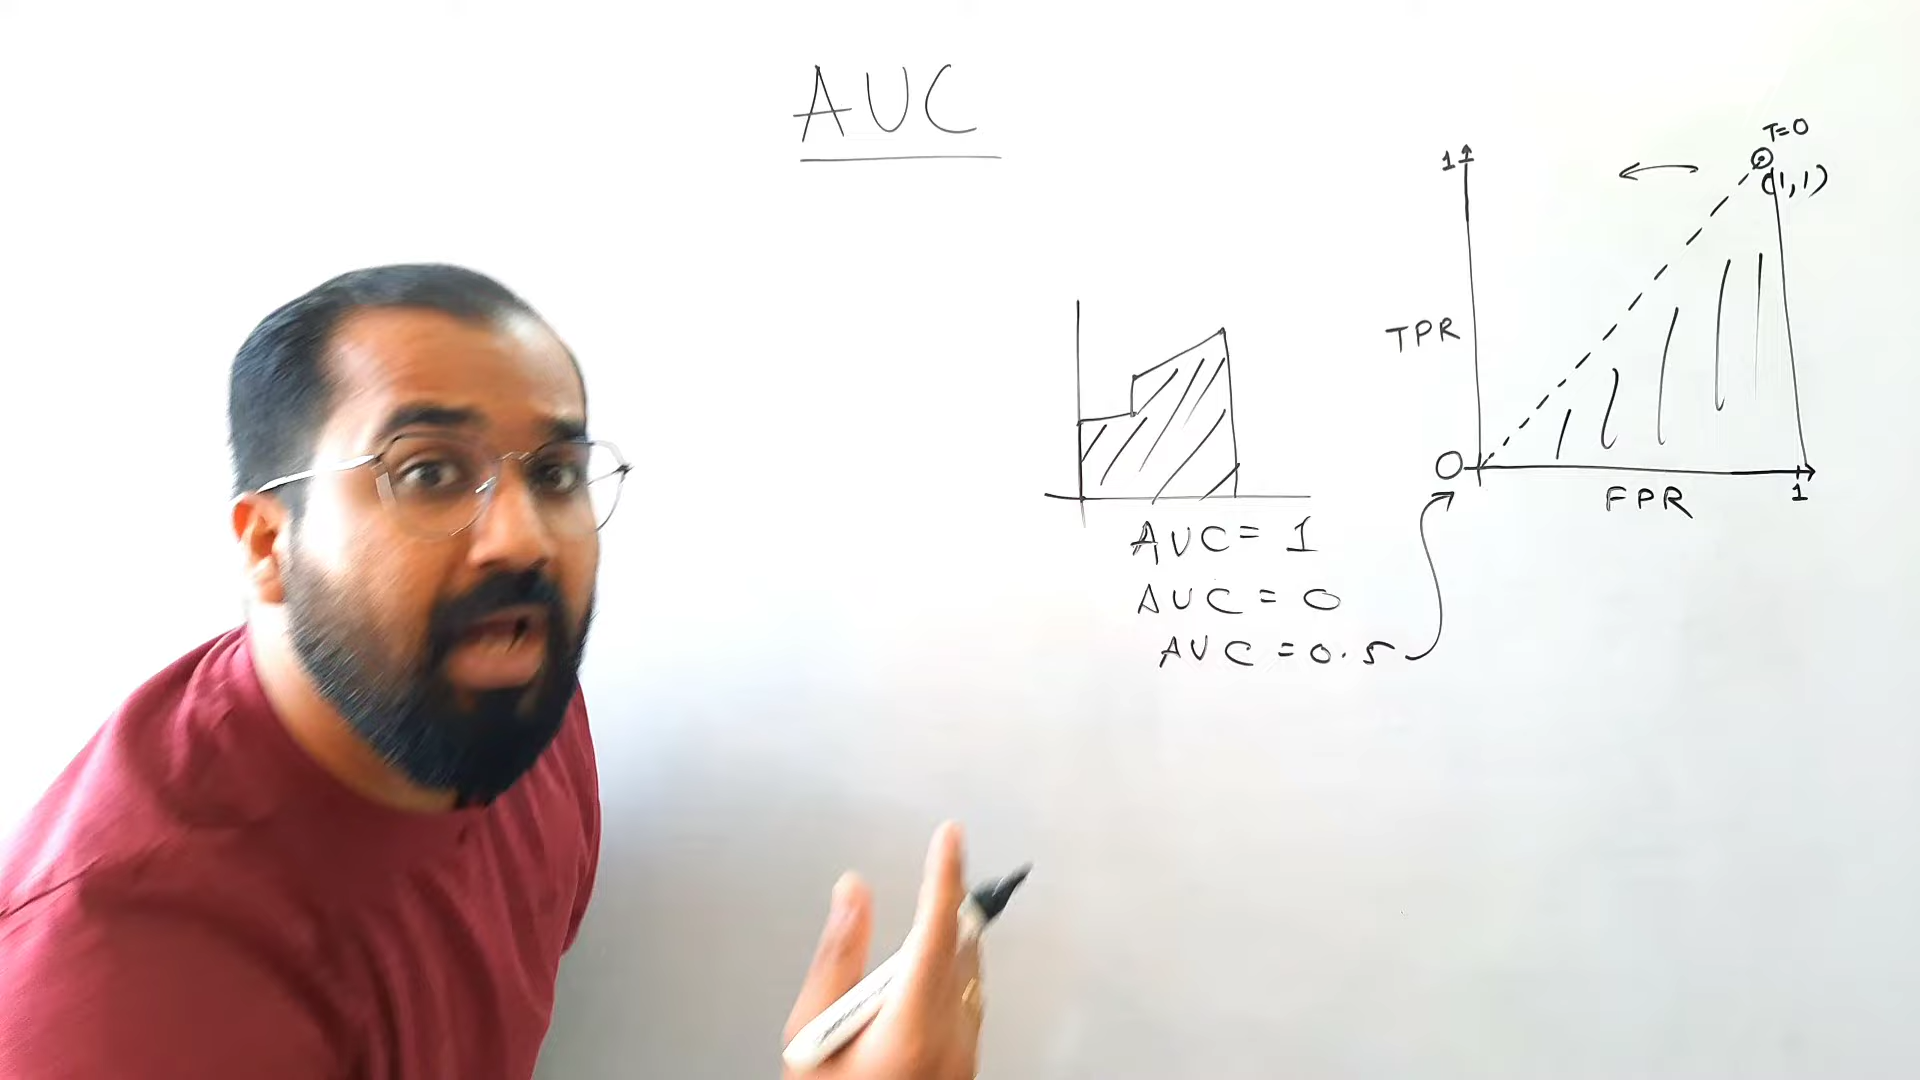 AUC
AUC = 1
AUC = 0
AUC = 0.5
T=0
(1,1)
1
TPR
0
FPR
1